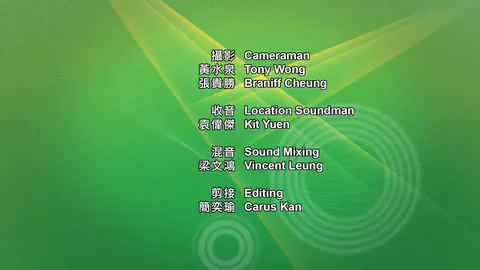 攝影 Cameraman
黃水泉 Tony Wong
張貴勝 Braniff Cheung
收音 Location Soundman
袁偉傑 Kit Yuen
混音 Sound Mixing
梁文鴻 Vincent Leung
剪接 Editing
簡奕瑜 Carus Kan